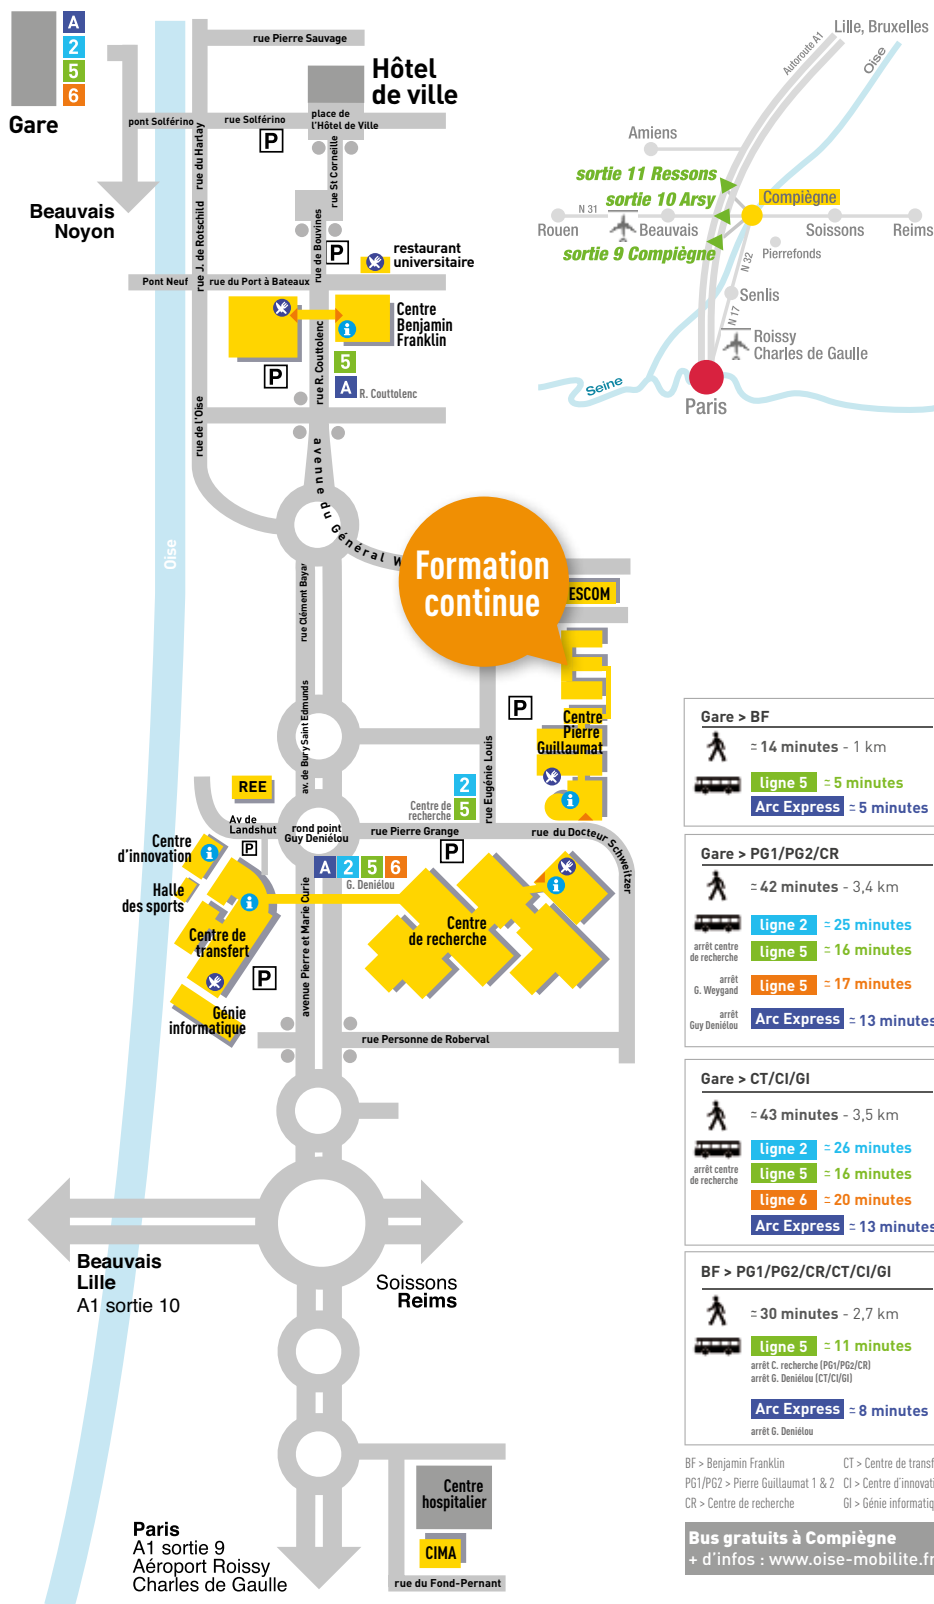 A
2
5
6
Gare
rue Pierre Sauvage
Hôtel
de ville
pont Solférino
rue Solférino
place de
l'Hôtel de Ville
P
rue du Harlay
rue St Corneille
Beauvais
Noyon
rue J. de Rotschild
rue de Bouvines
P
restaurant
universitaire
Pont Neuf
rue du Port à Bateaux
Centre
Benjamin
Franklin
i
rue R. Couttolenc
P
5
A
R. Couttolenc
rue de l'Oise
avenue du Général W
Oise
Formation
continue
ESCOM
rue Clément Baya
av. de Bury Saint Edmunds
P
Centre
Pierre
Guillaumat
rue Eugénie Louis
REE
2
5
Centre de
recherche
i
Av de
Landshut
rond point
Guy Deniélou
rue Pierre Grange
rue du Docteur Schweitzer
P
P
Centre
d'innovation
i
A
2
5
6
G. Deniélou
Halle
des sports
i
i
Centre de
transfert
Centre
de recherche
avenue Pierre et Marie Curie
P
Génie
informatique
rue Personne de Roberval
Beauvais
Lille
A1 sortie 10
Soissons
Reims
Centre
hospitalier
CIMA
rue du Fond-Pernant
Paris
A1 sortie 9
Aéroport Roissy
Charles de Gaulle
Lille, Bruxelles
Autoroute A1
Oise
Amiens
sortie 11 Ressons
sortie 10 Arsy
Compiègne
N 31
Rouen
Beauvais
Soissons
Reims
sortie 9 Compiègne
Pierrefonds
N 32
Senlis
N 17
Roissy
Charles de Gaulle
Seine
Paris
Gare > BF
≃ 14 minutes - 1 km
ligne 5 ≃ 5 minutes
Arc Express ≃ 5 minutes
Gare > PG1/PG2/CR
≃ 42 minutes - 3,4 km
ligne 2 ≃ 25 minutes
arrêt centre
de recherche
ligne 5 ≃ 16 minutes
arrêt
G. Weygand
ligne 5 ≃ 17 minutes
arrêt
Guy Deniélou
Arc Express ≃ 13 minutes
Gare > CT/CI/GI
≃ 43 minutes - 3,5 km
ligne 2 ≃ 26 minutes
arrêt centre
de recherche
ligne 5 ≃ 16 minutes
ligne 6 ≃ 20 minutes
Arc Express ≃ 13 minutes
BF > PG1/PG2/CR/CT/CI/GI
≃ 30 minutes - 2,7 km
ligne 5 ≃ 11 minutes
arrêt C. recherche (PG1/PG2/CR)
arrêt G. Deniélou (CT/CI/GI)
Arc Express ≃ 8 minutes
arrêt G. Deniélou
BF > Benjamin Franklin
CT > Centre de transf
PG1/PG2 > Pierre Guillaumat 1 & 2
CI > Centre d'innovati
CR > Centre de recherche
GI > Génie informatiq
Bus gratuits à Compiègne
+ d'infos : www.oise-mobilite.fr